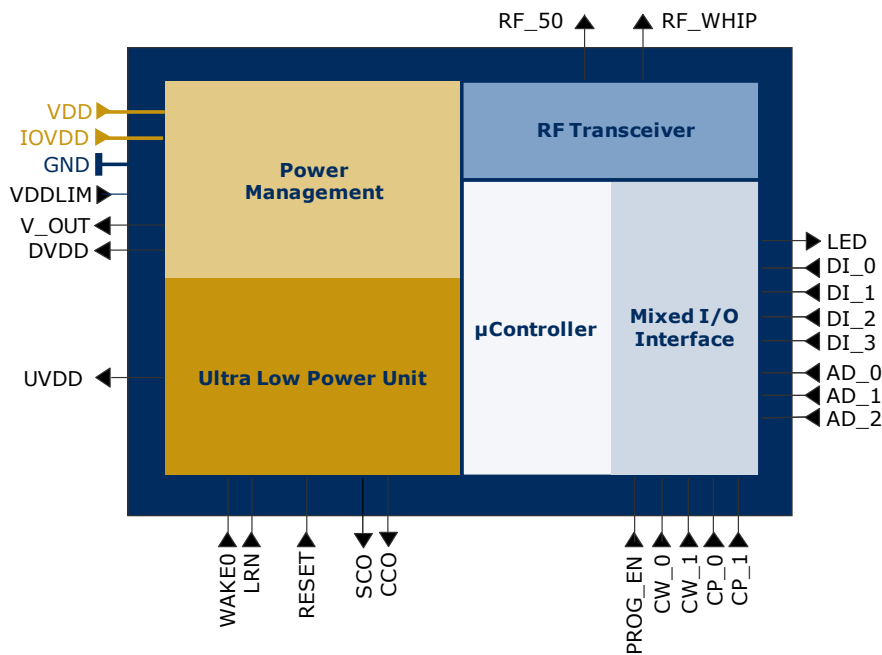 RF_50
RF_WHIP
VDD
IOVDD
GND
VDDLIM
V_OUT
DVDD
UVDD
Power
Management
Ultra Low Power Unit
RF Transceiver
µController
Mixed I/O
Interface
LED
DI_0
DI_1
DI_2
DI_3
AD_0
AD_1
AD_2
WAKE0
LRN
RESET
SCO
CCO
PROG_EN
CW_0
CW_1
CP_0
CP_1